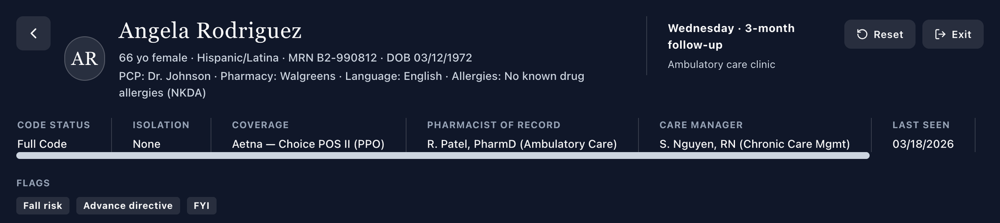 Angela Rodriguez
AR
66 yo female · Hispanic/Latina · MRN B2-990812 · DOB 03/12/1972
PCP: Dr. Johnson · Pharmacy: Walgreens · Language: English · Allergies: No known drug
allergies (NKDA)
Wednesday · 3-month
follow-up
Ambulatory care clinic
Reset
Exit
CODE STATUS
Full Code
ISOLATION
None
COVERAGE
Aetna — Choice POS II (PPO)
PHARMACIST OF RECORD
R. Patel, PharmD (Ambulatory Care)
CARE MANAGER
S. Nguyen, RN (Chronic Care Mgmt)
LAST SEEN
03/18/2026
FLAGS
Fall risk
Advance directive
FYI